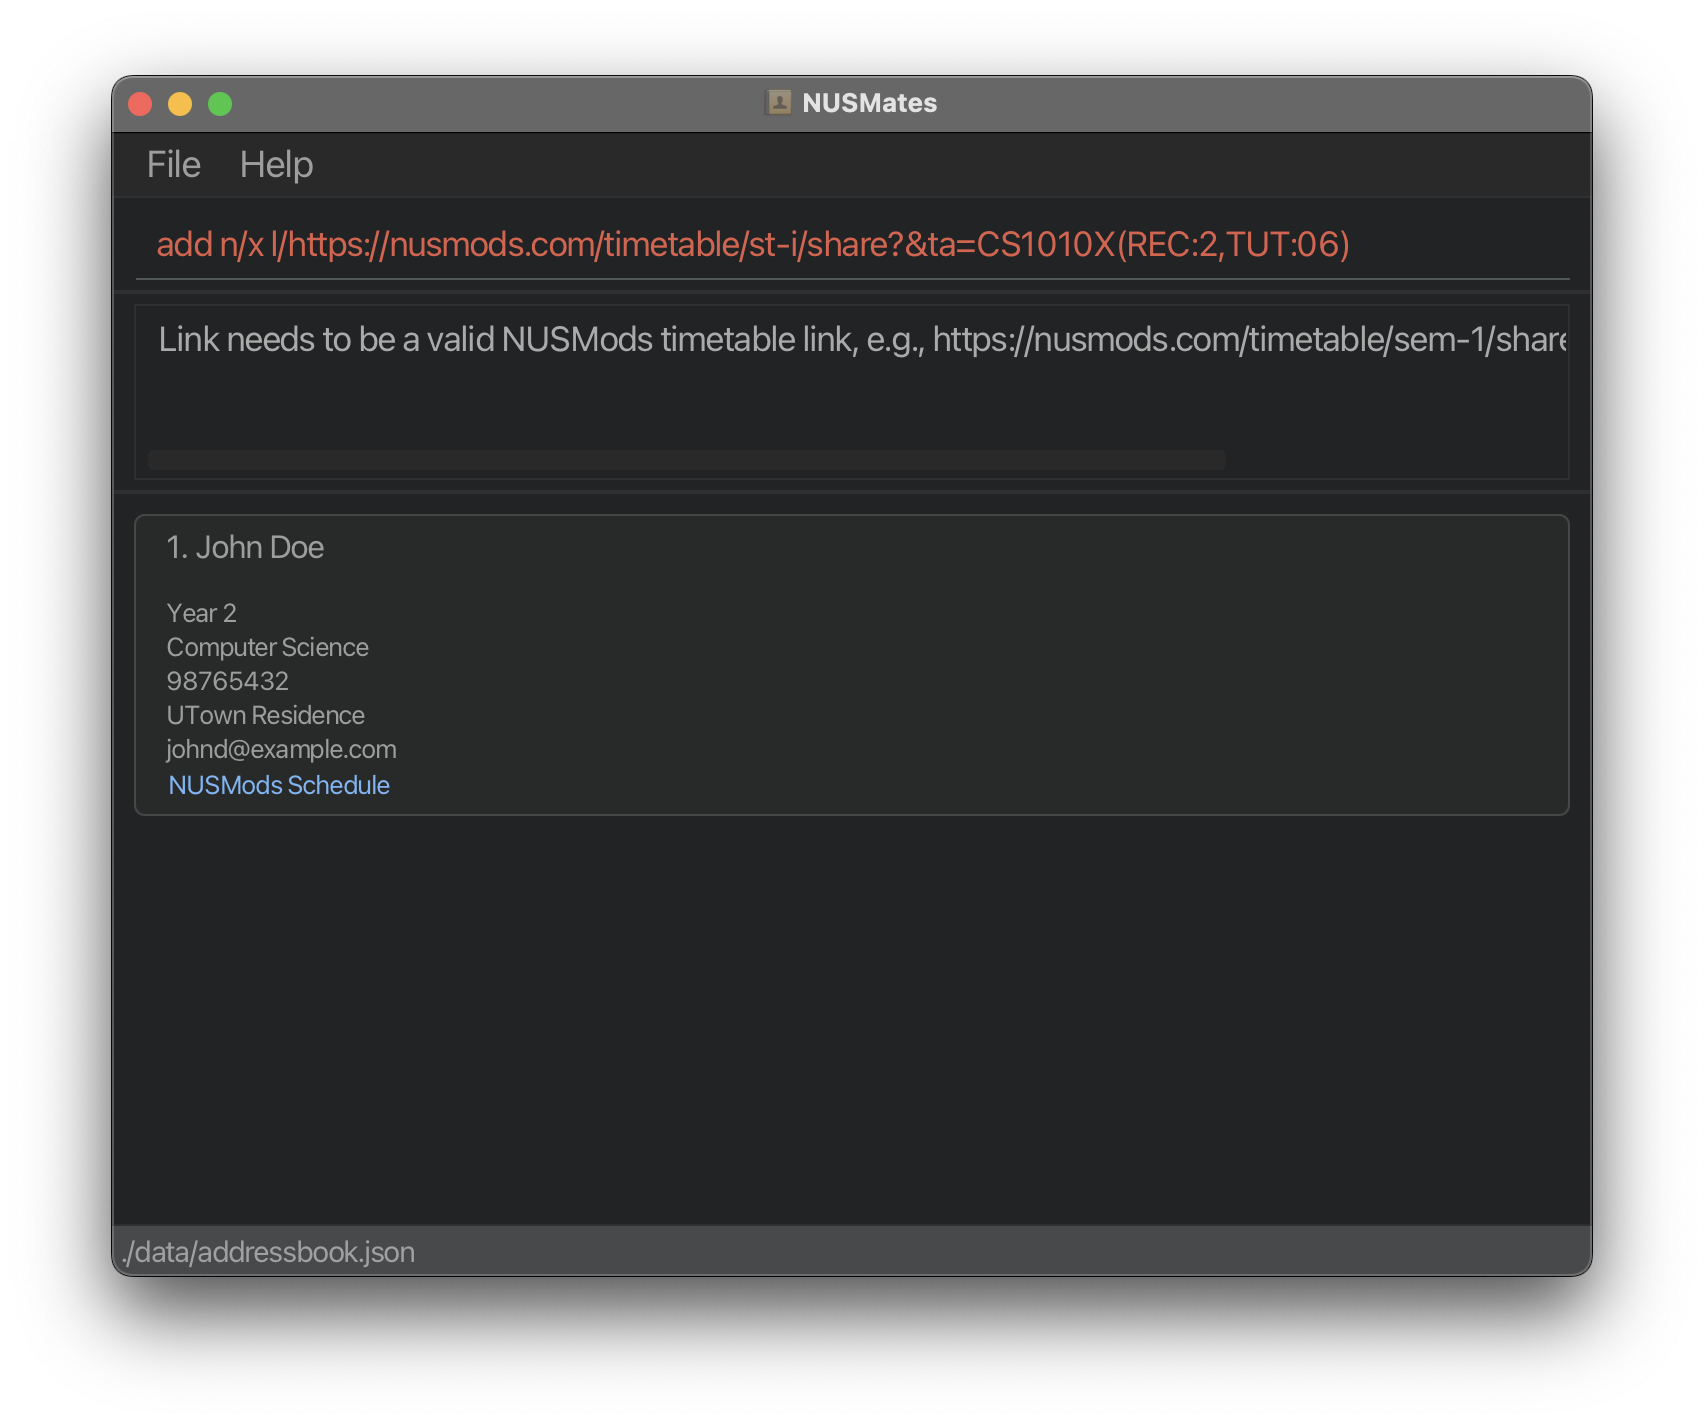 NUSMates
File Help
add n/x l/https://nusmods.com/timetable/st-i/share?&ta=CS1010X(REC:2,TUT:06)
Link needs to be a valid NUSMods timetable link, e.g., https://nusmods.com/timetable/sem-1/share
1. John Doe
Year 2
Computer Science
98765432
UTown Residence
johnd@example.com
NUSMods Schedule
./data/addressbook.json